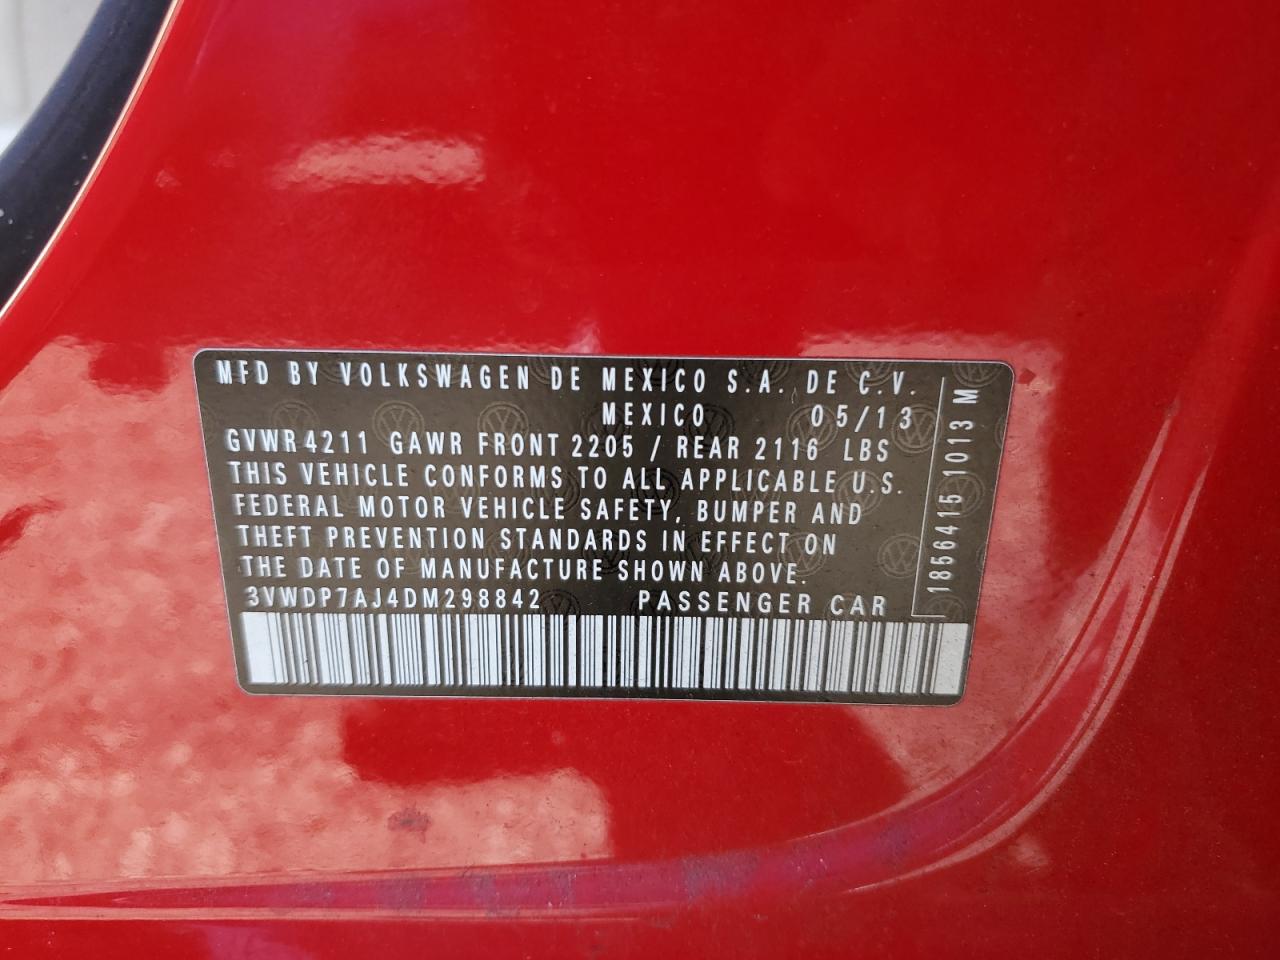 MFD BY VOLKSWAGEN DE MEXICO S.A. DE C.V.
MEXICO 05/13
GVWR 4211 GAWR FRONT 2205 / REAR 2116 LBS
THIS VEHICLE CONFORMS TO ALL APPLICABLE U.S.
FEDERAL MOTOR VEHICLE SAFETY, BUMPER AND
THEFT PREVENTION STANDARDS IN EFFECT ON
THE DATE OF MANUFACTURE SHOWN ABOVE.
3VWDP7AJ4DM298842 PASSENGER CAR
1856415 1013 M